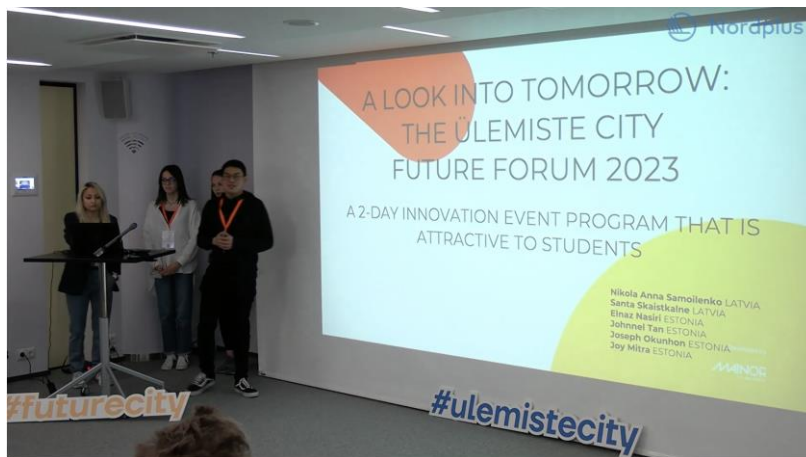 Nordplus
A LOOK INTO TOMORROW:
THE ÜLEMISTE CITY
FUTURE FORUM 2023
A 2-DAY INNOVATION EVENT PROGRAM THAT IS
ATTRACTIVE TO STUDENTS
Nikola Anna Samoilenko LATVIA
Santa Skaistkalne LATVIA
Elnaz Nasiri ESTONIA
Johnnel Tan ESTONIA
Joseph Okunhon ESTONIA
Joy Mitra ESTONIA
MAINOR
#futurecity
#ulemistecity